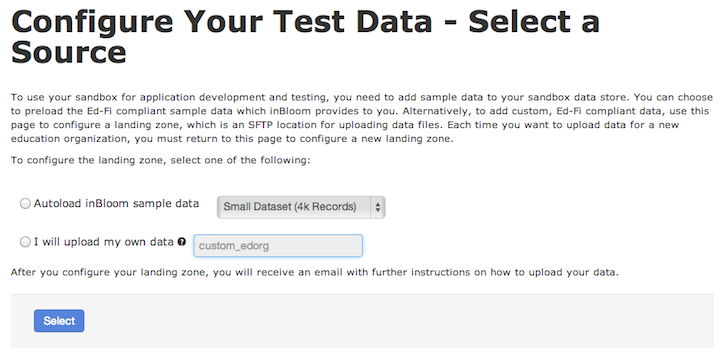 Configure Your Test Data - Select a
Source
To use your sandbox for application development and testing, you need to add sample data to your sandbox data store. You can choose
to preload the Ed-Fi compliant sample data which inBloom provides to you. Alternatively, to add custom, Ed-Fi compliant data, use this
page to configure a landing zone, which is an SFTP location for uploading data files. Each time you want to upload data for a new
education organization, you must return to this page to configure a new landing zone.
To configure the landing zone, select one of the following:
Autoload inBloom sample data Small Dataset (4k Records)
I will upload my own data ? custom_edorg
After you configure your landing zone, you will receive an email with further instructions on how to upload your data.
Select